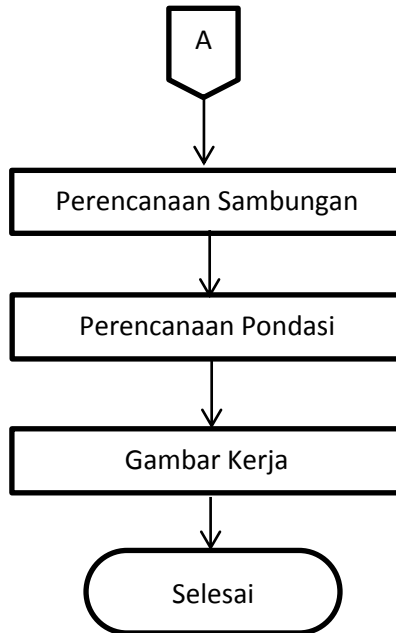 A
Perencanaan Sambungan
Perencanaan Pondasi
Gambar Kerja
Selesai